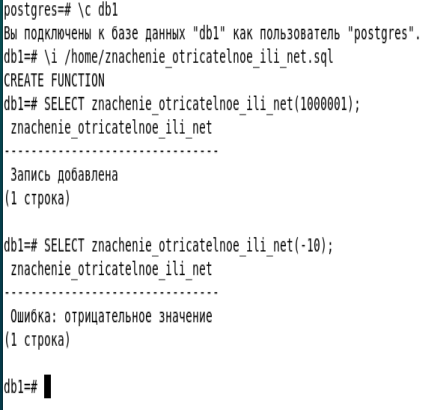 postgres=# \c db1
Вы подключены к базе данных "db1" как пользователь "postgres".
db1=# \i /home/znachenie_otricatelnoe_ili_net.sql
CREATE FUNCTION
db1=# SELECT znachenie_otricatelnoe_ili_net(1000001);
znachenie_otricatelnoe_ili_net
--------------------------------
Запись добавлена
(1 строка)
db1=# SELECT znachenie_otricatelnoe_ili_net(-10);
znachenie_otricatelnoe_ili_net
--------------------------------
Ошибка: отрицательное значение
(1 строка)
db1=#